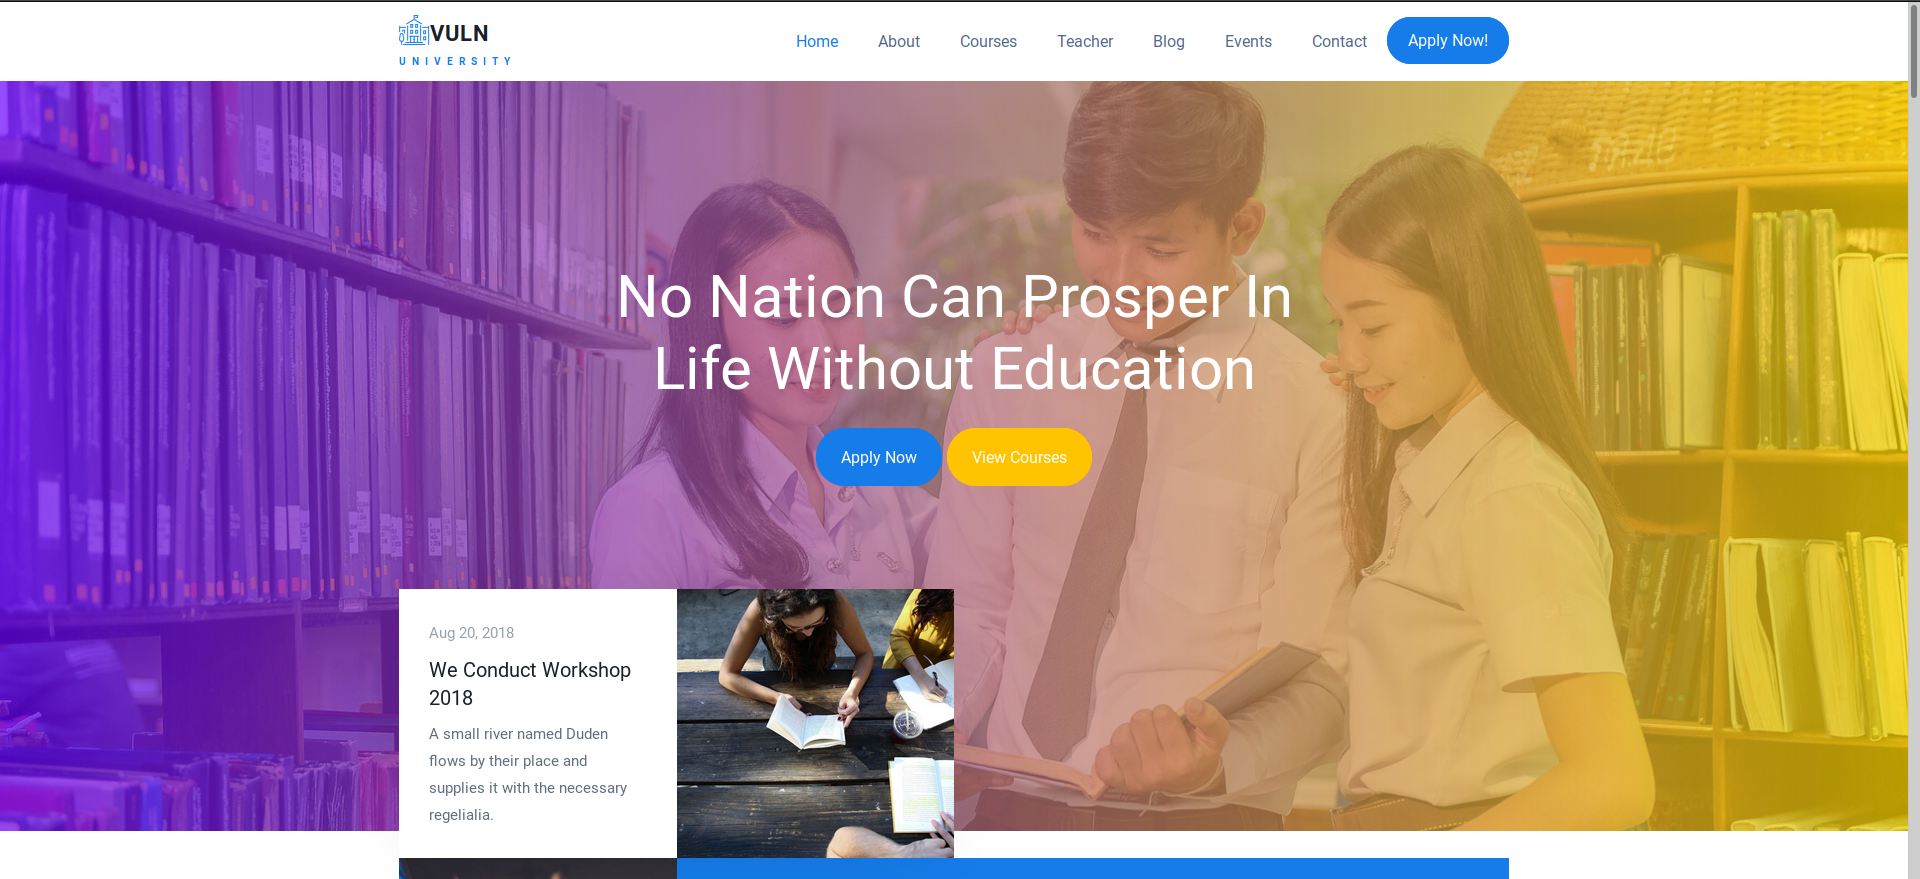 VULN
UNIVERSITY
Home About Courses Teacher Blog Events Contact Apply Now!
No Nation Can Prosper In
Life Without Education
Apply Now View Courses
Aug 20, 2018
We Conduct Workshop
2018
A small river named Duden
flows by their place and
supplies it with the necessary
regelialia.